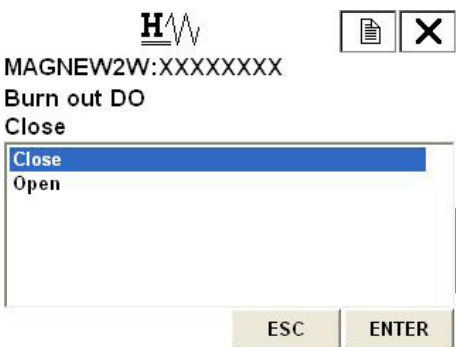 H
MAGNEW2W:XXXXXXXX
Burn out DO
Close
Close
Open
ESC ENTER